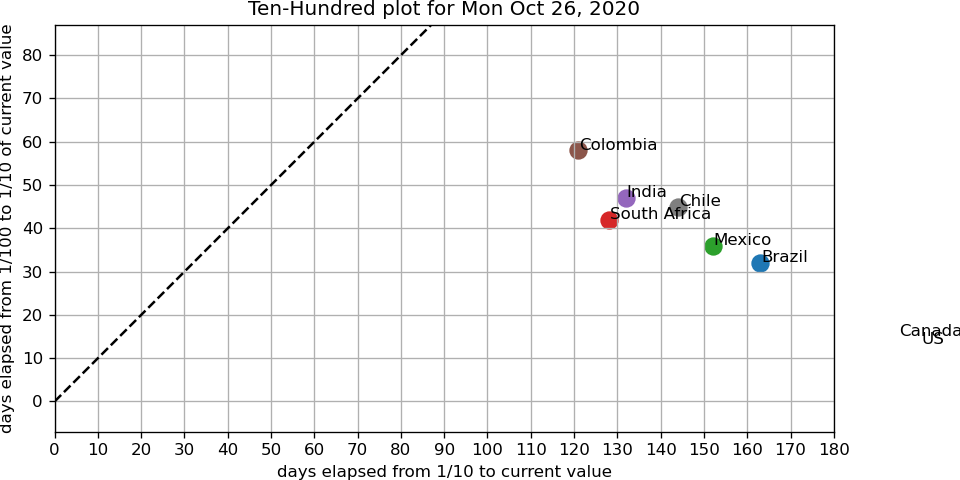 Ten-Hundred plot for Mon Oct 26, 2020
days elapsed from 1/100 to 1/10 of current value
80
70
60
50
40
30
20
10
0
Colombia
India
Chile
South Africa
Mexico
Brazil
Canada
US
0 10 20 30 40 50 60 70 80 90 100 110 120 130 140 150 160 170 180
days elapsed from 1/10 to current value